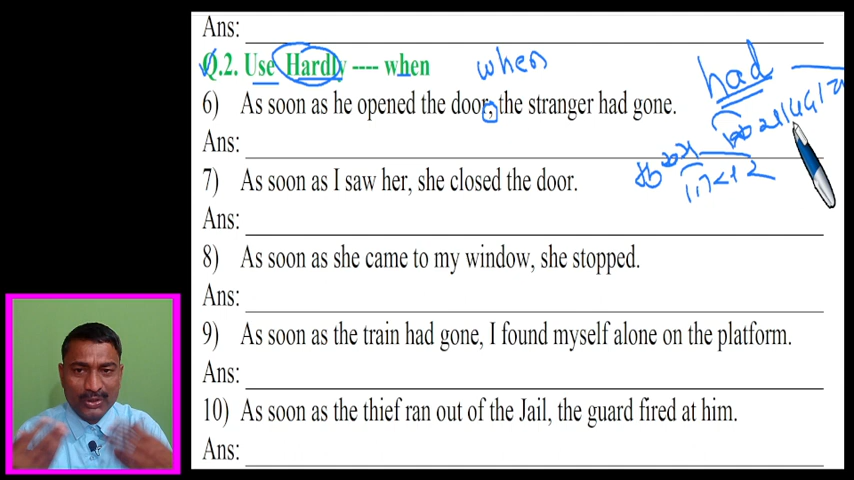 Ans:
Q.2. Use Hardly ---- when when
had
6) As soon as he opened the door, the stranger had gone.
Ans:
7) As soon as I saw her, she closed the door.
Ans:
8) As soon as she came to my window, she stopped.
Ans:
9) As soon as the train had gone, I found myself alone on the platform.
Ans:
10) As soon as the thief ran out of the Jail, the guard fired at him.
Ans: